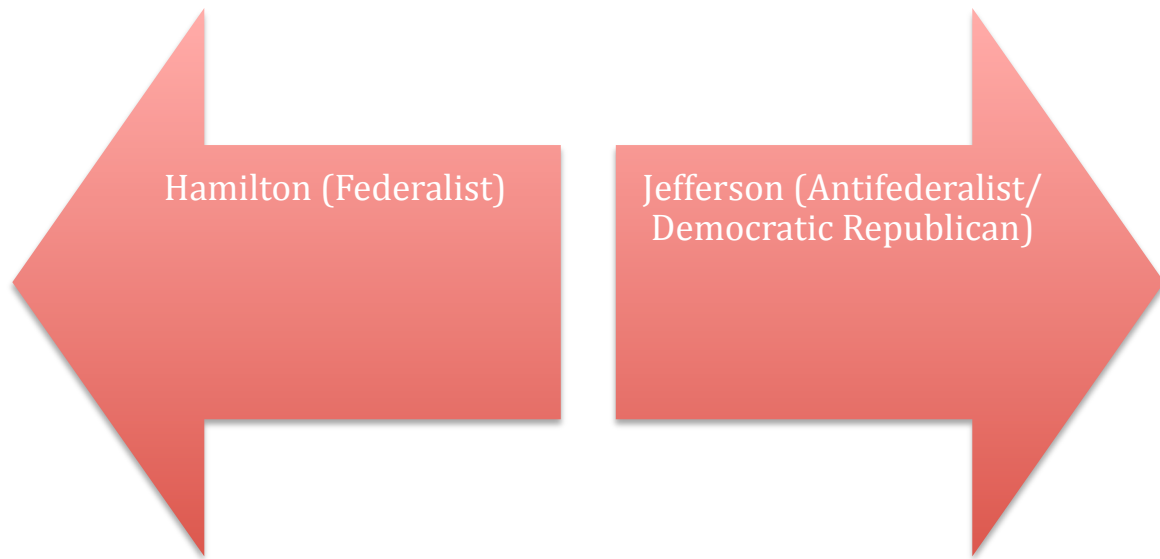 Hamilton (Federalist)
Jefferson (Antifederalist/
Democratic Republican)